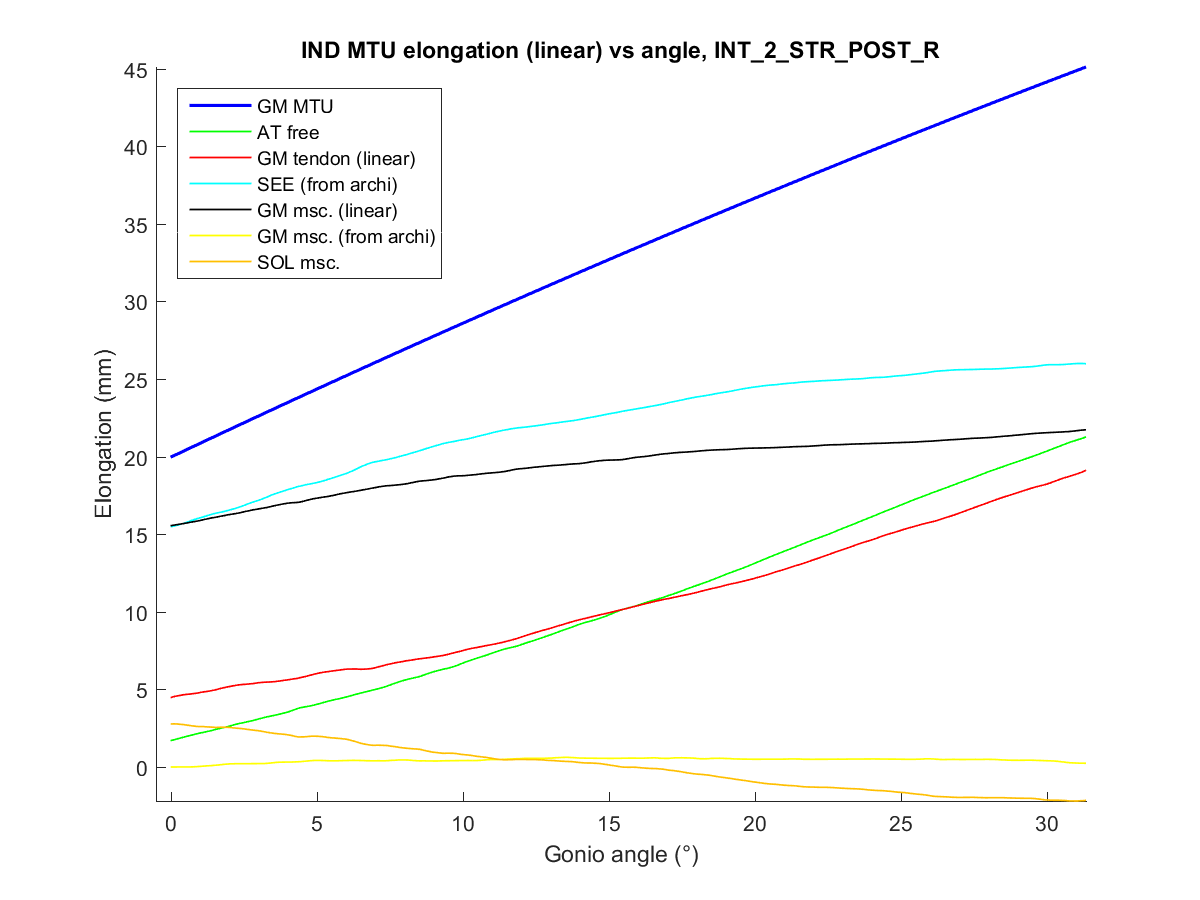 IND MTU elongation (linear) vs angle, INT_2_STR_POST_R
45
40
35
30
25
20
15
10
5
0
Elongation (mm)
GM MTU
AT free
GM tendon (linear)
SEE (from archi)
GM msc. (linear)
GM msc. (from archi)
SOL msc.
0 5 10 15 20 25 30
Gonio angle (°)